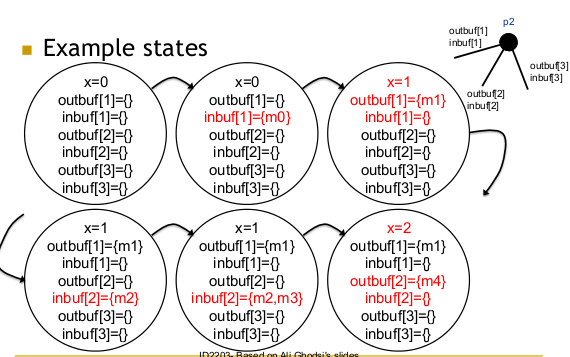 p2
outbuf[1]
inbuf[1]
outbuf[3]
inbuf[3]
outbuf[2]
inbuf[2]
Example states
x=0
outbuf[1]={}
inbuf[1]={}
outbuf[2]={}
inbuf[2]={}
outbuf[3]={}
inbuf[3]={}
x=0
outbuf[1]={}
inbuf[1]={m0}
outbuf[2]={}
inbuf[2]={}
outbuf[3]={}
inbuf[3]={}
x=1
outbuf[1]={m1}
inbuf[1]={}
outbuf[2]={}
inbuf[2]={}
outbuf[3]={}
inbuf[3]={}
x=1
outbuf[1]={m1}
inbuf[1]={}
outbuf[2]={}
inbuf[2]={m2}
outbuf[3]={}
inbuf[3]={}
x=1
outbuf[1]={m1}
inbuf[1]={}
outbuf[2]={}
inbuf[2]={m2,m3}
outbuf[3]={}
inbuf[3]={}
x=2
outbuf[1]={m1}
inbuf[1]={}
outbuf[2]={m4}
inbuf[2]={}
outbuf[3]={}
inbuf[3]={}
ID2203- Based on Ali Ghodsi's slides